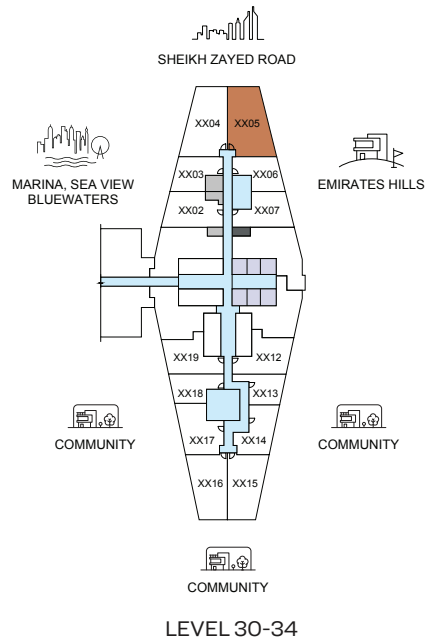 SHEIKH ZAYED ROAD
XX04
XX05
MARINA, SEA VIEW
BLUEWATERS
EMIRATES HILLS
XX03
XX06
XX02
XX07
XX19
XX12
XX18
XX13
COMMUNITY
COMMUNITY
XX17
XX14
XX16
XX15
COMMUNITY
LEVEL 30-34